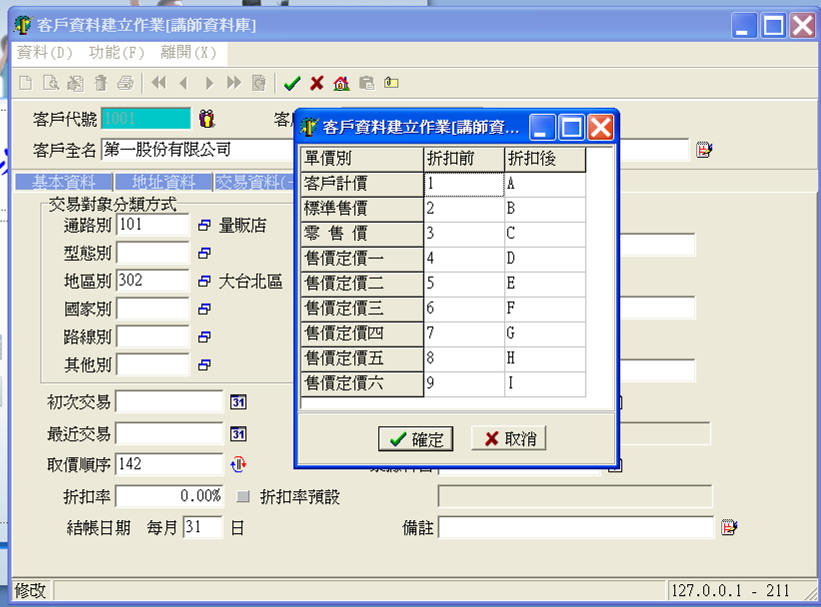 客戶資料建立作業[講師資料庫]
資料(D) 功能(F) 離開(X)
客戶代號 1001
客戶全名 第一股份有限公司
基本資料 地址資料 交易資料(一
交易對象分類方式
通路別 101 量販店
型態別
地區別 302 大台北區
國家別
路線別
其他別
初次交易 31
最近交易 31
取價順序 142
折扣率 0.00% 折扣率預設
結帳日期 每月 31 日 備註
客戶資料建立作業[講師資...
單價別 折扣前 折扣後
客戶計價 1 A
標準售價 2 B
零 售 價 3 C
售價定價一 4 D
售價定價二 5 E
售價定價三 6 F
售價定價四 7 G
售價定價五 8 H
售價定價六 9 I
確定 取消
修改 127.0.0.1 - 211